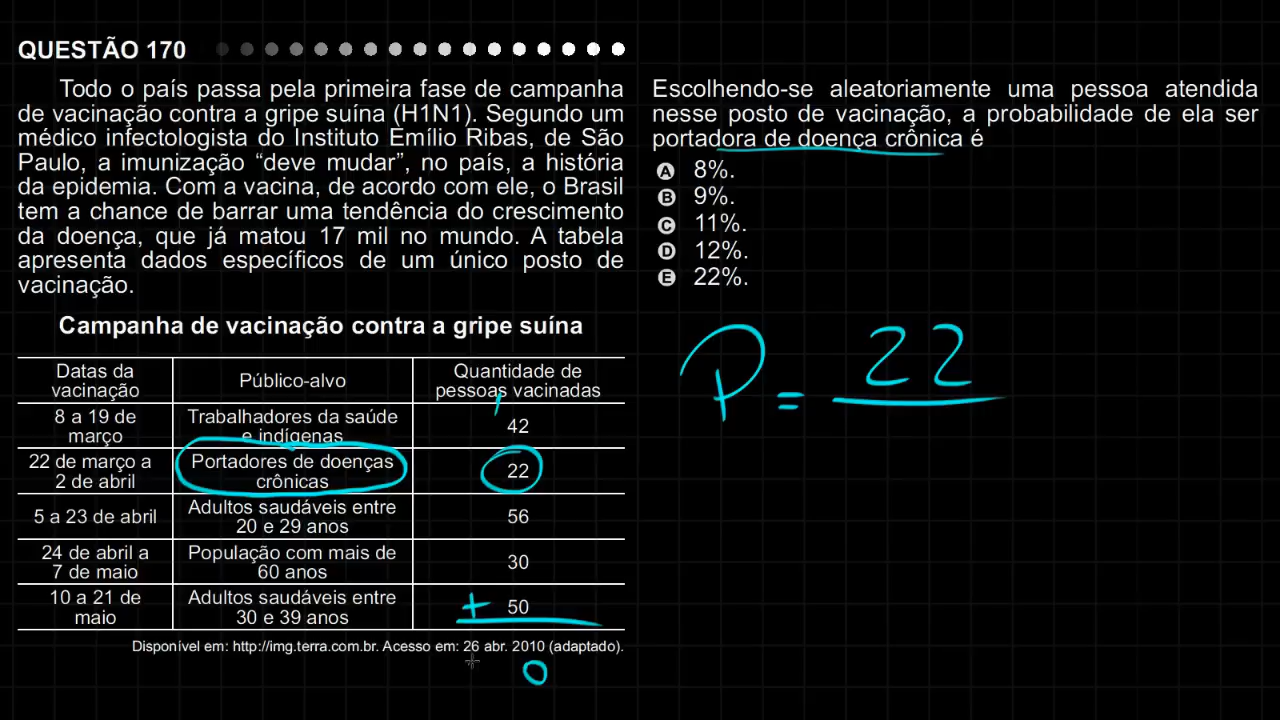 QUESTÃO 170
Todo o país passa pela primeira fase de campanha
de vacinação contra a gripe suína (H1N1). Segundo um
médico infectologista do Instituto Emílio Ribas, de São
Paulo, a imunização “deve mudar”, no país, a história
da epidemia. Com a vacina, de acordo com ele, o Brasil
tem a chance de barrar uma tendência do crescimento
da doença, que já matou 17 mil no mundo. A tabela
apresenta dados específicos de um único posto de
vacinação.
Campanha de vacinação contra a gripe suína
Datas da
vacinação
Público-alvo
Quantidade de
pessoas vacinadas
8 a 19 de
março
Trabalhadores da saúde
e indígenas
1
42
22 de março a
2 de abril
Portadores de doenças
crônicas
22
5 a 23 de abril
Adultos saudáveis entre
20 e 29 anos
56
24 de abril a
7 de maio
População com mais de
60 anos
30
10 a 21 de
maio
Adultos saudáveis entre
30 e 39 anos
+ 50
Disponível em: http://img.terra.com.br. Acesso em: 26 abr. 2010 (adaptado).
0
Escolhendo-se aleatoriamente uma pessoa atendida
nesse posto de vacinação, a probabilidade de ela ser
portadora de doença crônica é
A 8%.
B 9%.
C 11%.
D 12%.
E 22%.
P = 22